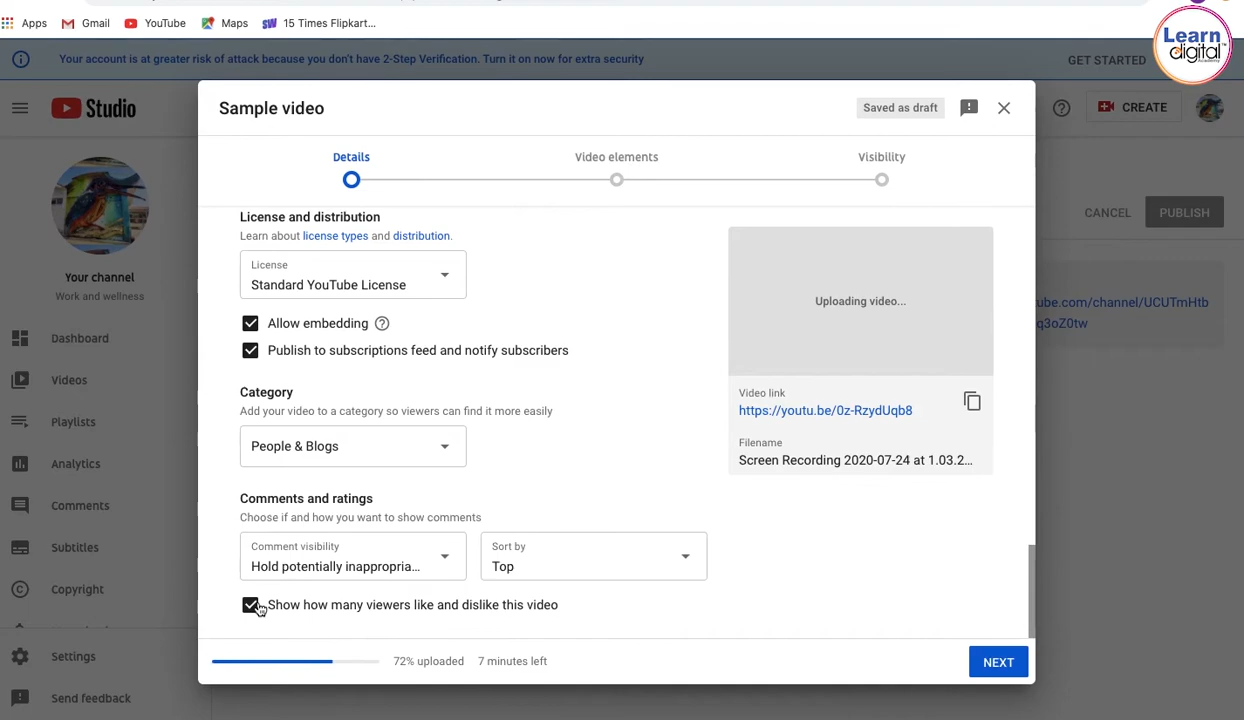 Apps
Gmail
YouTube
Maps
15 Times Flipkart...
Learn
digital
Your account is at greater risk of attack because you don't have 2-Step Verification. Turn it on now for extra security
GET STARTED
Studio
Sample video
Saved as draft
CREATE
Details
Video elements
Visibility
CANCEL
PUBLISH
License and distribution
Learn about license types and distribution.
License
Standard YouTube License
Uploading video...
Your channel
Work and wellness
ube.com/channel/UCUTmHtb
q3oZ0tw
Allow embedding
Publish to subscriptions feed and notify subscribers
Dashboard
Videos
Playlists
Analytics
Comments
Subtitles
Copyright
Settings
Send feedback
Category
Add your video to a category so viewers can find it more easily
People & Blogs
Video link
https://youtu.be/0z-RzydUqb8
Filename
Screen Recording 2020-07-24 at 1.03.2...
Comments and ratings
Choose if and how you want to show comments
Comment visibility
Hold potentially inappropria...
Sort by
Top
Show how many viewers like and dislike this video
72% uploaded
7 minutes left
NEXT